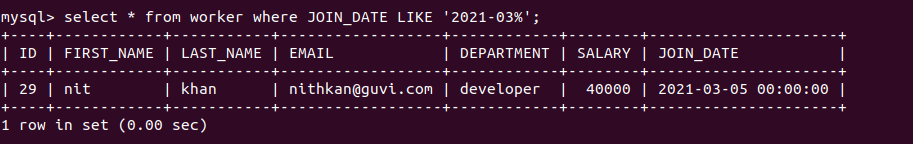 mysql> select * from worker where JOIN_DATE LIKE '2021-03%';
+----+------------+-----------+------------------+------------+--------+---------------------+
| ID | FIRST_NAME | LAST_NAME | EMAIL            | DEPARTMENT | SALARY | JOIN_DATE           |
+----+------------+-----------+------------------+------------+--------+---------------------+
| 29 | nit        | khan      | nithkan@guvi.com | developer  |  40000 | 2021-03-05 00:00:00 |
+----+------------+-----------+------------------+------------+--------+---------------------+
1 row in set (0.00 sec)